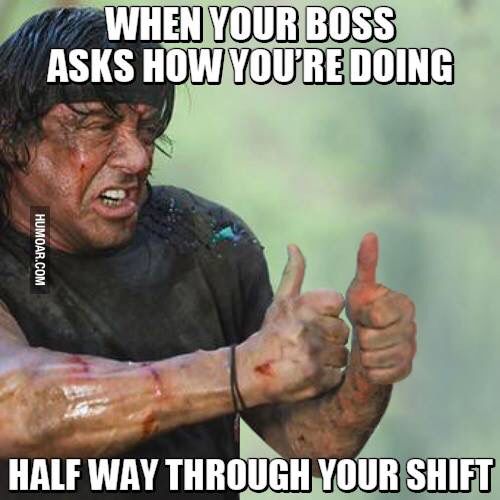 WHEN YOUR BOSS
ASKS HOW YOU'RE DOING
HUMOAR.COM
HALF WAY THROUGH YOUR SHIFT